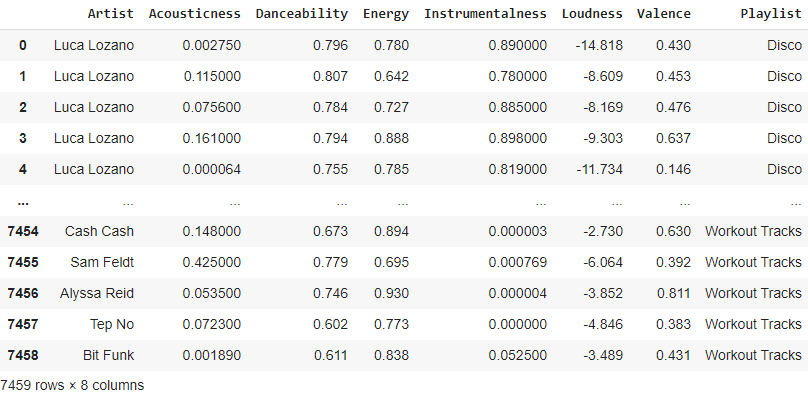 Artist Acousticness Danceability Energy Instrumentalness Loudness Valence Playlist
0 Luca Lozano 0.002750 0.796 0.780 0.890000 -14.818 0.430 Disco
1 Luca Lozano 0.115000 0.807 0.642 0.780000 -8.609 0.453 Disco
2 Luca Lozano 0.075600 0.784 0.727 0.885000 -8.169 0.476 Disco
3 Luca Lozano 0.161000 0.794 0.888 0.898000 -9.303 0.637 Disco
4 Luca Lozano 0.000064 0.755 0.785 0.819000 -11.734 0.146 Disco
... ... ... ... ... ... ... ... ...
7454 Cash Cash 0.148000 0.673 0.894 0.000003 -2.730 0.630 Workout Tracks
7455 Sam Feldt 0.425000 0.779 0.695 0.000769 -6.064 0.392 Workout Tracks
7456 Alyssa Reid 0.053500 0.746 0.930 0.000004 -3.852 0.811 Workout Tracks
7457 Tep No 0.072300 0.602 0.773 0.000000 -4.846 0.383 Workout Tracks
7458 Bit Funk 0.001890 0.611 0.838 0.052500 -3.489 0.431 Workout Tracks
7459 rows × 8 columns